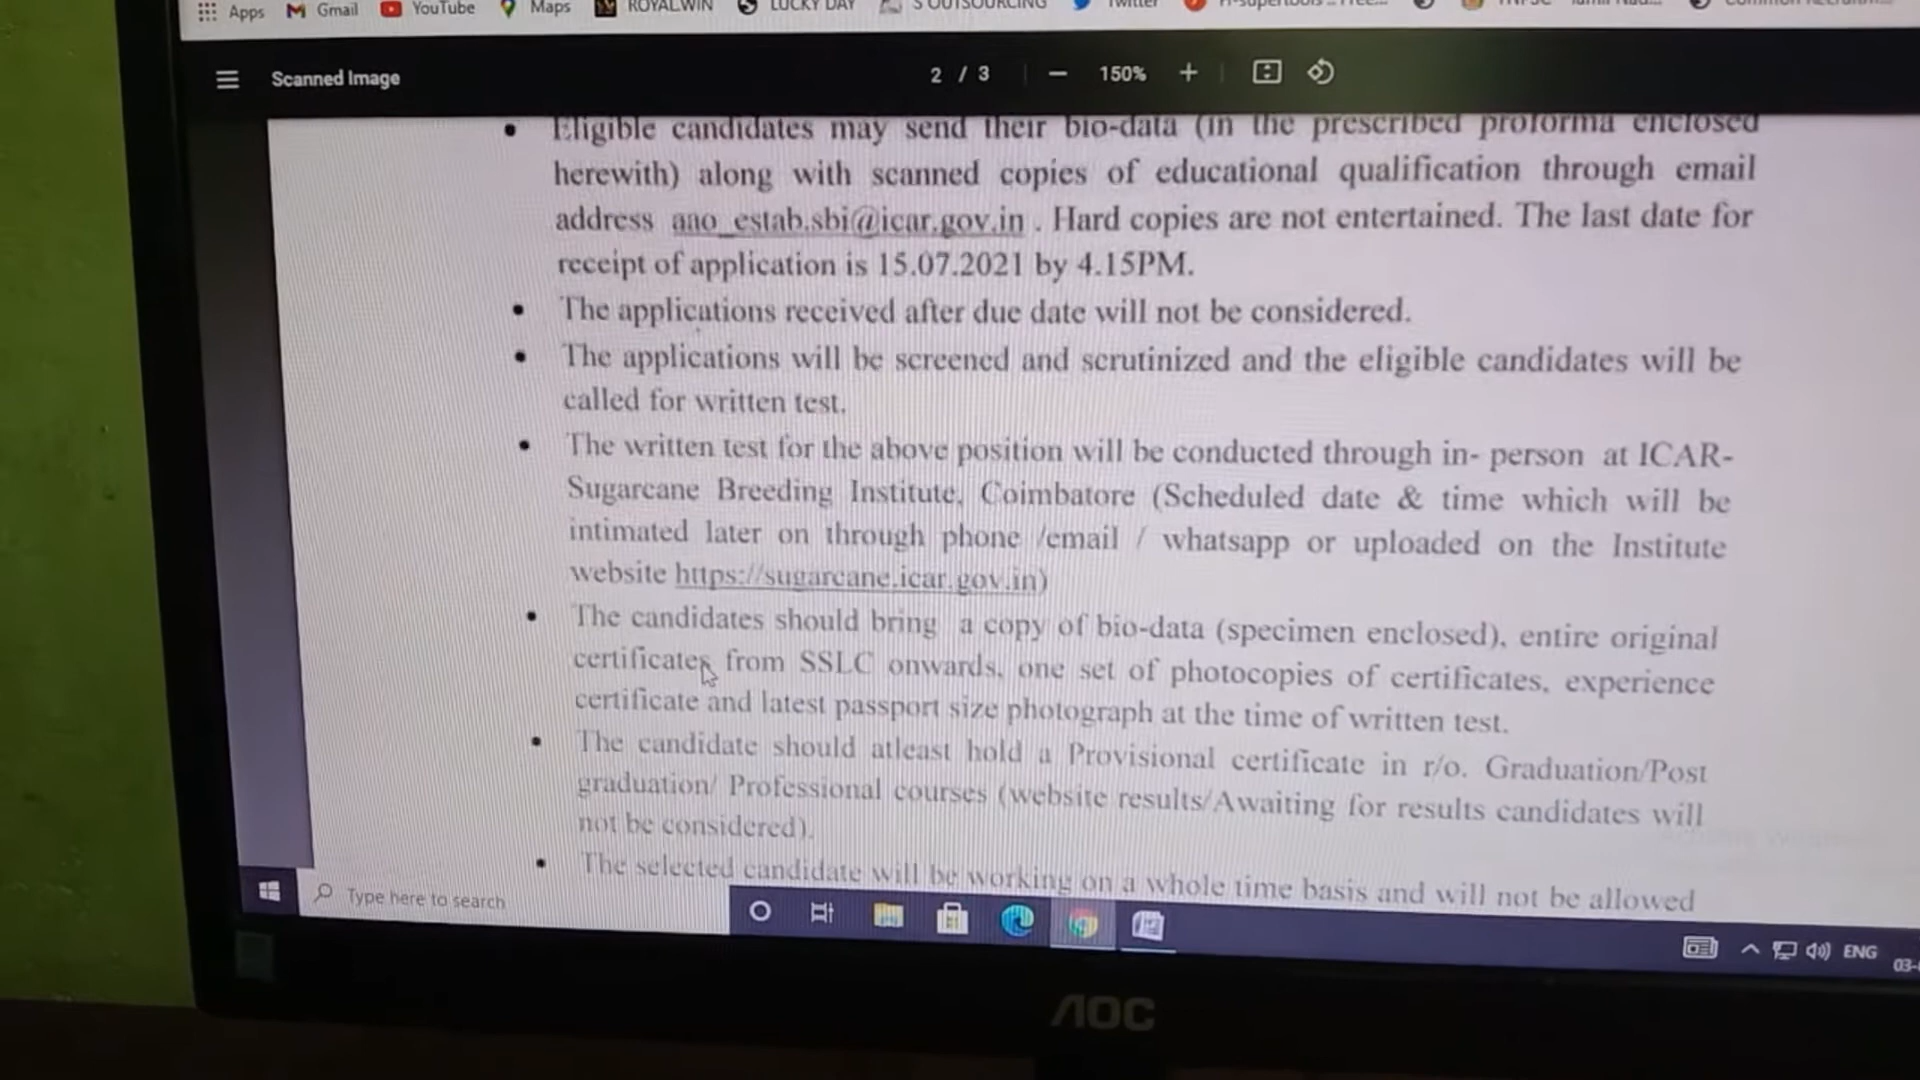 Apps Gmail YouTube Maps ROYALWIN LUCKY DAY S OUTSOURCING Twitter
Scanned Image 2 / 3 150%
Eligible candidates may send their bio-data (in the prescribed proforma enclosed
herewith) along with scanned copies of educational qualification through email
address aao_estab.sbi@icar.gov.in . Hard copies are not entertained. The last date for
receipt of application is 15.07.2021 by 4.15PM.
The applications received after due date will not be considered.
The applications will be screened and scrutinized and the eligible candidates will be
called for written test.
The written test for the above position will be conducted through in- person at ICAR-
Sugarcane Breeding Institute, Coimbatore (Scheduled date & time which will be
intimated later on through phone /email / whatsapp or uploaded on the Institute
website https://sugarcane.icar.gov.in)
The candidates should bring a copy of bio-data (specimen enclosed), entire original
certificates from SSLC onwards, one set of photocopies of certificates, experience
certificate and latest passport size photograph at the time of written test.
The candidate should atleast hold a Provisional certificate in r/o. Graduation/Post
graduation/ Professional courses (website results/Awaiting for results candidates will
not be considered).
The selected candidate will be working on a whole time basis and will not be allowed
Type here to search
ENG
03-
AOC